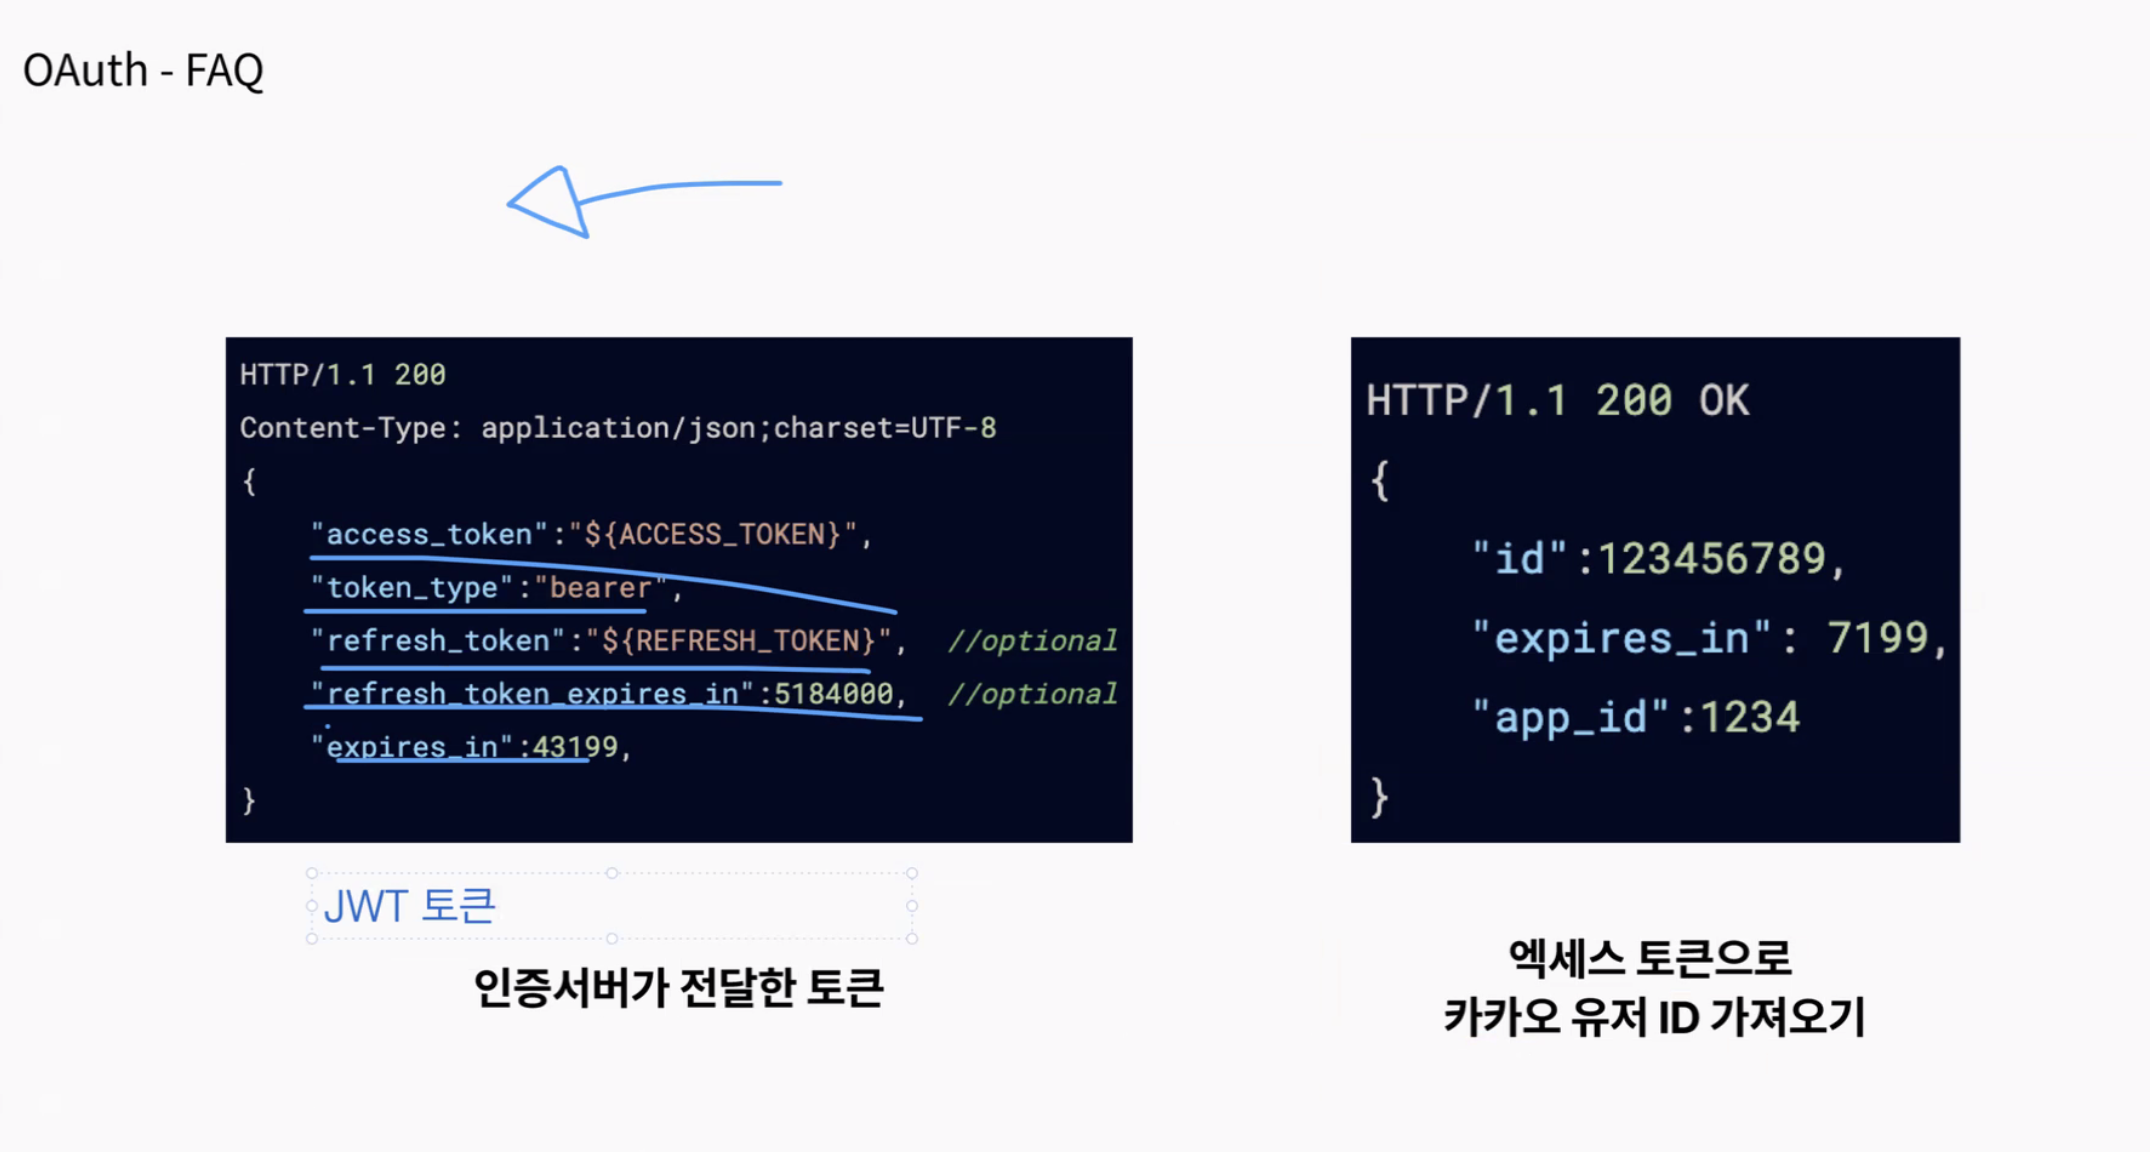 OAuth - FAQ
HTTP/1.1 200
Content-Type: application/json;charset=UTF-8
{
"access_token":"${ACCESS_TOKEN}",
"token_type":"bearer",
"refresh_token":"${REFRESH_TOKEN}", //optional
"refresh_token_expires_in":5184000, //optional
"expires_in":43199,
}
JWT 토큰
인증서버가 전달한 토큰
HTTP/1.1 200 OK
{
"id":123456789,
"expires_in": 7199,
"app_id":1234
}
엑세스 토큰으로
카카오 유저 ID 가져오기